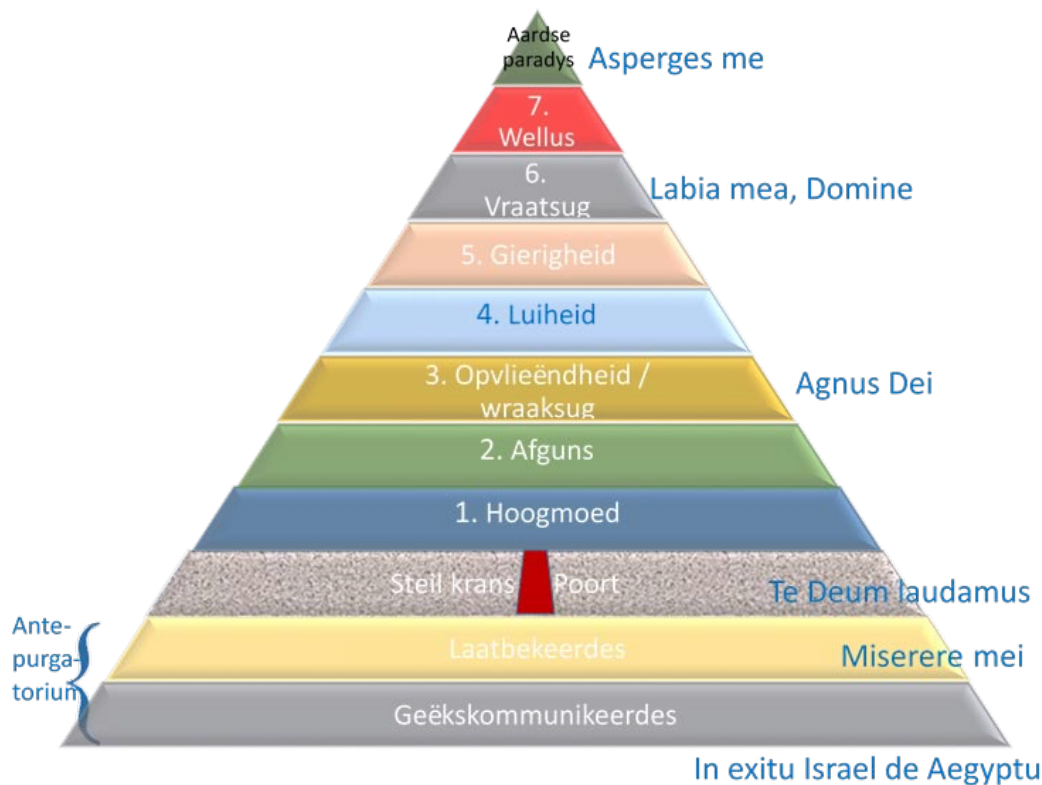 Aardse
paradys
Asperges me
7.
Wellus
6.
Vraatsug
Labia mea, Domine
5. Gierigheid
4. Luiheid
3. Opvlieëndheid /
wraaksug
Agnus Dei
2. Afguns
1. Hoogmoed
Steil krans Poort
Te Deum laudamus
Ante-
purga-
torium
Laatbekeerdes
Miserere mei
Geëkskommunikeerdes
In exitu Israel de Aegyptu